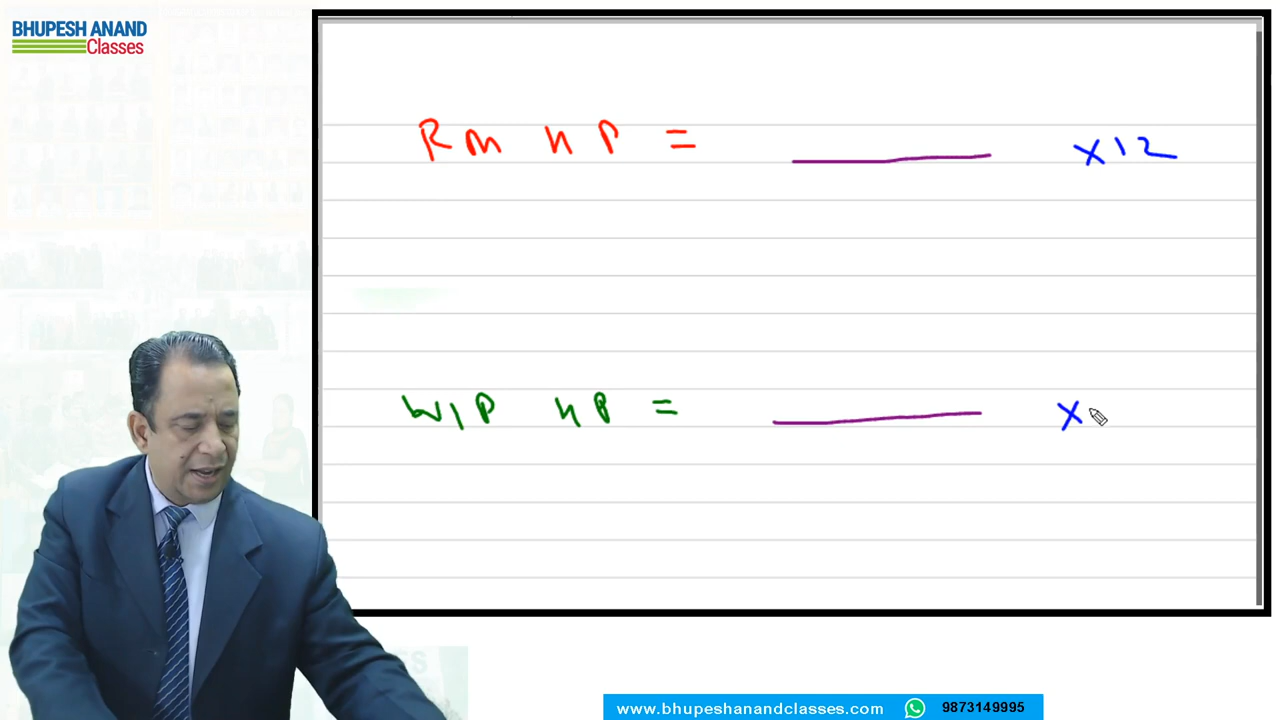 BHUPESH ANAND
Classes
RM HP = ×12
WIP HP = ×
www.bhupeshanandclasses.com 9873149995